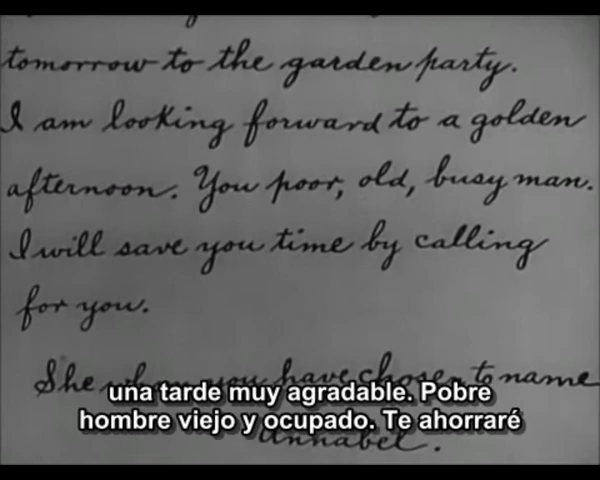 tomorrow to the garden party.
I am looking forward to a golden
afternoon. You poor, old, busy man.
I will save you time by calling
for you.
She whom you have chosen to name
Annabel.
una tarde muy agradable. Pobre
hombre viejo y ocupado. Te ahorraré